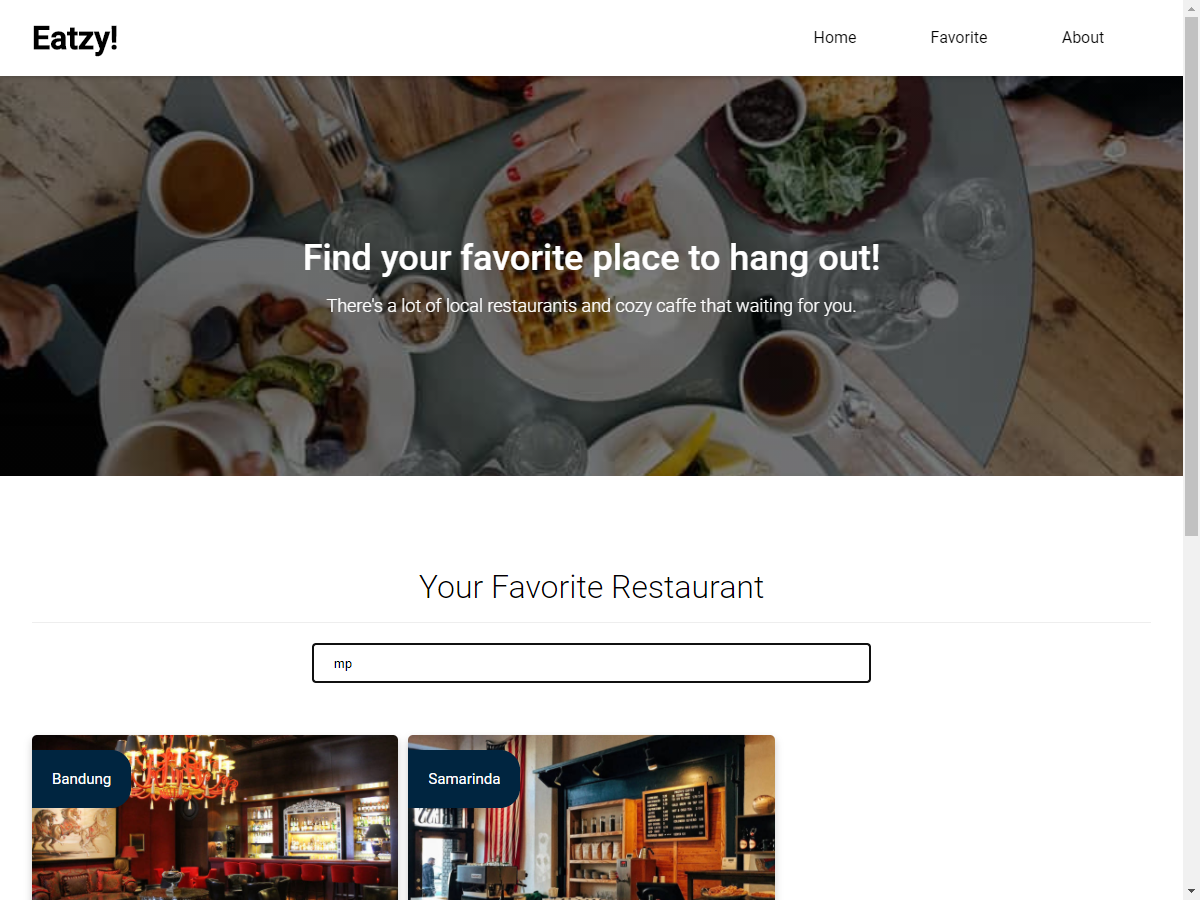 Eatzy!
Home
Favorite
About
Find your favorite place to hang out!
There's a lot of local restaurants and cozy caffe that waiting for you.
Your Favorite Restaurant
mp
Bandung
Samarinda